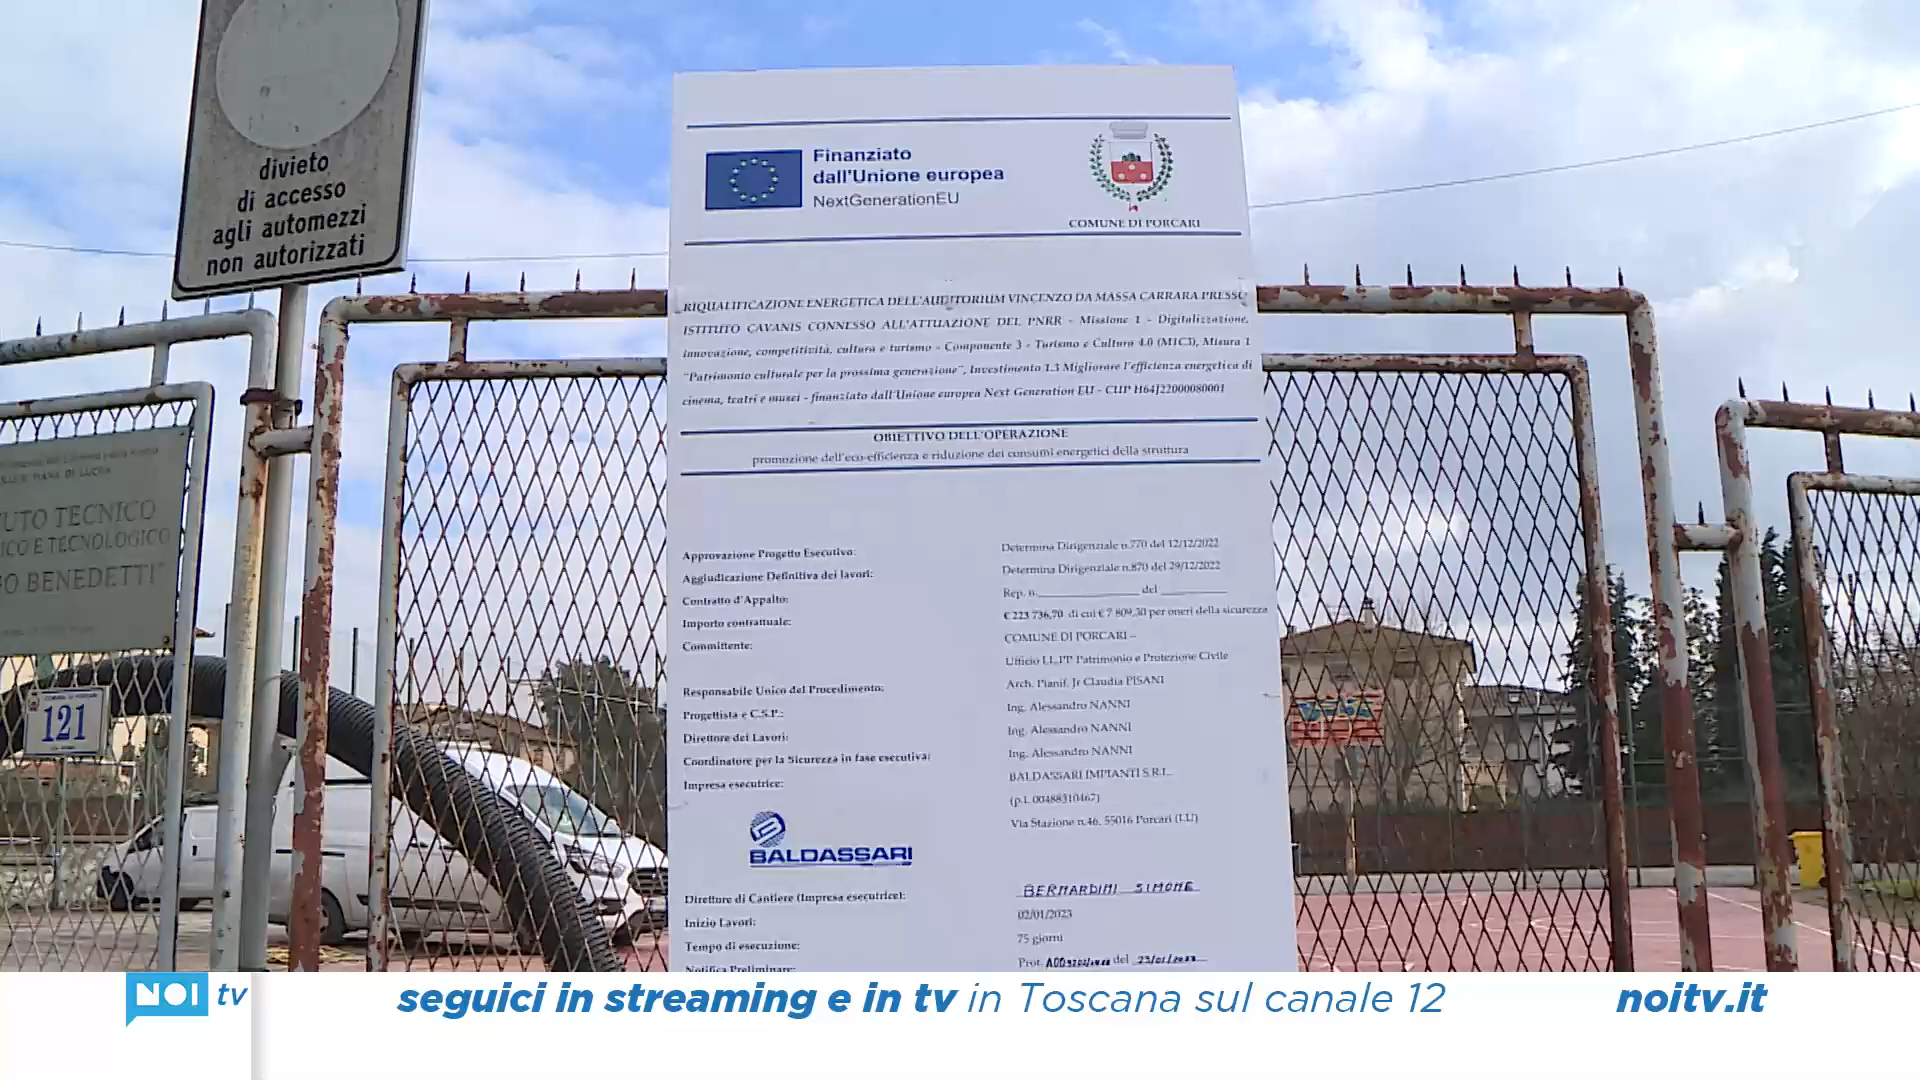 divieto
di accesso
agli automezzi
non autorizzati
Finanziato
dall'Unione europea
NextGenerationEU
COMUNE DI PORCARI
RIQUALIFICAZIONE ENERGETICA DELL'AUDITORIUM VINCENZO DA MASSA CARRARA PRESSO
ISTITUTO CAVANIS CONNESSO ALL'ATTUAZIONE DEL PNRR - Missione 1 - Digitalizzazione,
innovazione, competitività, cultura e turismo - Componente 3 - Turismo e Cultura 4.0 (M1C3), Misura 1
"Patrimonio culturale per la prossima generazione", Investimento 1.3 Migliorare l'efficienza energetica di
cinema, teatri e musei - finanziato dall'Unione europea Next Generation EU - CUP H64J22000080001
OBIETTIVO DELL'OPERAZIONE
promozione dell'eco-efficienza e riduzione dei consumi energetici della struttura
Approvazione Progetto Esecutivo: Determina Dirigenziale n.770 del 12/12/2022
Aggiudicazione Definitiva dei lavori: Determina Dirigenziale n.870 del 29/12/2022
Contratto d'Appalto: Rep. n. del
Importo contrattuale: € 223 736,70 di cui € 7 809,30 per oneri della sicurezza
Committente: COMUNE DI PORCARI –
Ufficio LL.PP Patrimonio e Protezione Civile
Responsabile Unico del Procedimento: Arch. Pianif. Jr Claudia PISANI
Progettista e C.S.P.: Ing. Alessandro NANNI
Direttore dei Lavori: Ing. Alessandro NANNI
Coordinatore per la Sicurezza in fase esecutiva: Ing. Alessandro NANNI
Impresa esecutrice: BALDASSARI IMPIANTI S.R.L.
(p.I. 00488310467)
Via Stazione n.46, 55016 Porcari (LU)
BALDASSARI
Direttore di Cantiere (Impresa esecutrice): BERNARDINI SIMONE
Inizio Lavori: 02/01/2023
Tempo di esecuzione: 75 giorni
Notifica Preliminare: Prot. del
UTO TECNICO
ICO E TECNOLOGICO
O BENEDETTI"
121
NOI tv
seguici in streaming e in tv in Toscana sul canale 12
noitv.it